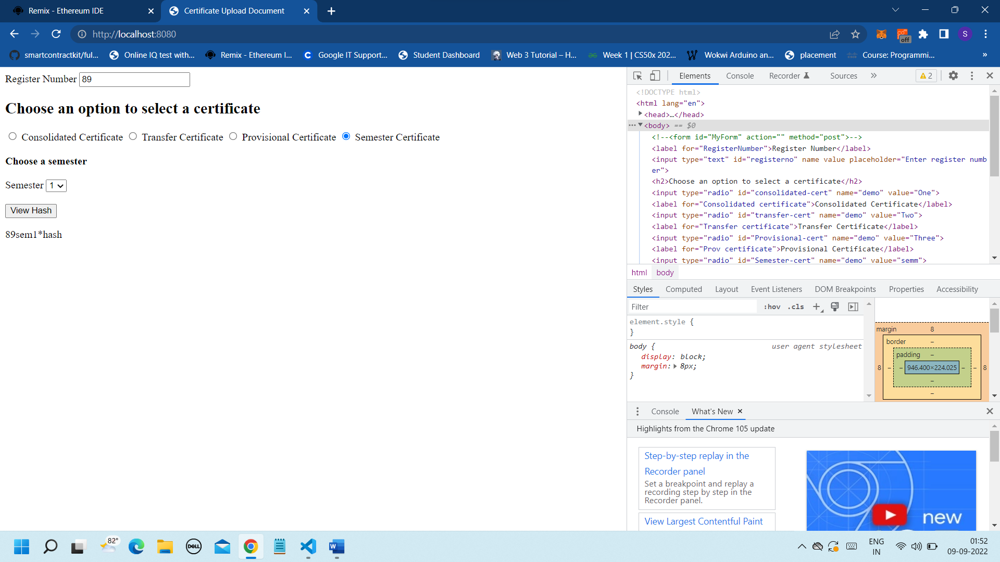 Remix - Ethereum IDE
Certificate Upload Document
http://localhost:8080
off
S
smartcontractkit/ful...
Online IQ test with...
Remix - Ethereum I...
Google IT Support...
Student Dashboard
Web 3 Tutorial – H...
Week 1 | CS50x 202...
Wokwi Arduino an...
placement
Course: Programmi...
»
Register Number 89
Choose an option to select a certificate
Consolidated Certificate Transfer Certificate Provisional Certificate Semester Certificate
Choose a semester
Semester 1
View Hash
89sem1*hash
Elements Console Recorder Sources » 2
<!DOCTYPE html>
<html lang="en">
<head>…</head>
<body> == $0
<!--<form id="MyForm" action="" method="post">-->
<label for="RegisterNumber">Register Number</label>
<input type="text" id="registerno" name value placeholder="Enter register numb
er">
<h2>Choose an option to select a certificate</h2>
<input type="radio" id="consolidated-cert" name="demo" value="One">
<label for="Consolidated certificate">Consolidated Certificate</label>
<input type="radio" id="transfer-cert" name="demo" value="Two">
<label for="Transfer certificate">Transfer Certificate</label>
<input type="radio" id="Provisional-cert" name="demo" value="Three">
<label for="Prov certificate">Provisional Certificate</label>
<input type="radio" id="Semester-cert" name="demo" value="semm">
html body
Styles Computed Layout Event Listeners DOM Breakpoints Properties Accessibility
Filter :hov .cls
element.style {
}
body { user agent stylesheet
display: block;
margin: 8px;
}
margin 8
border –
padding –
8 – – 946.400×224.025 – – 8
–
–
Console What's New
Highlights from the Chrome 105 update
Step-by-step replay in the
Recorder panel
Set a breakpoint and replay a
recording step by step in the
Recorder panel.
View Largest Contentful Paint
new
82°
DELL
ENG
IN
01:52
09-09-2022